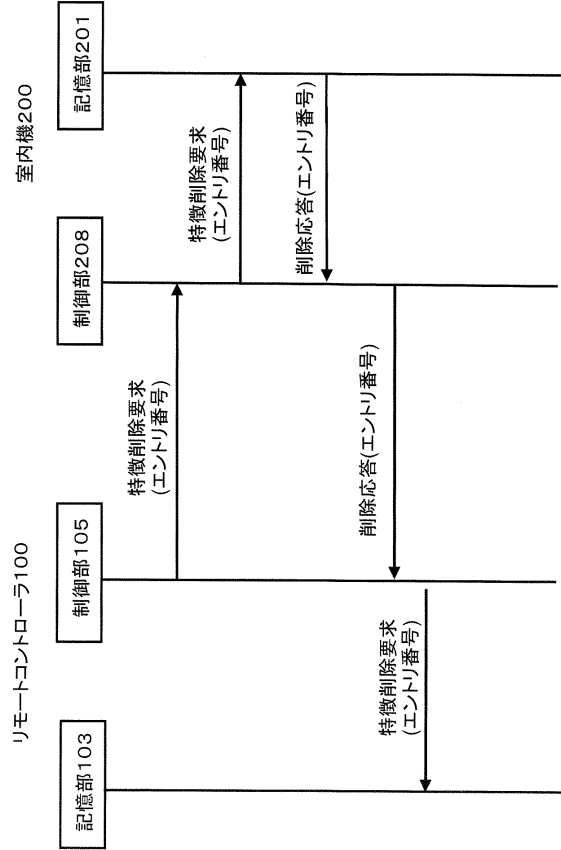 リモートコントローラ100
室内機200
記憶部103
制御部105
制御部208
記憶部201
特徴削除要求
(エントリ番号)
特徴削除要求
(エントリ番号)
削除応答(エントリ番号)
削除応答(エントリ番号)
特徴削除要求
(エントリ番号)